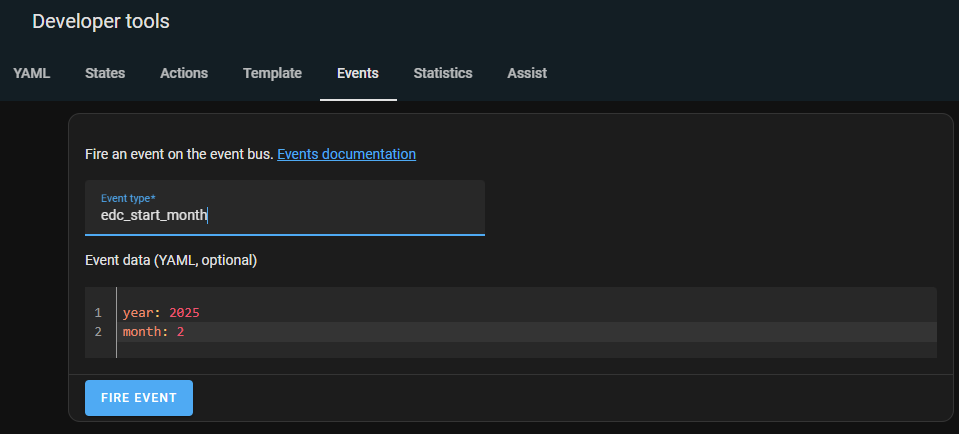 Developer tools
YAML States Actions Template Events Statistics Assist
Fire an event on the event bus. Events documentation
Event type*
edc_start_month
Event data (YAML, optional)
1 year: 2025
2 month: 2
FIRE EVENT